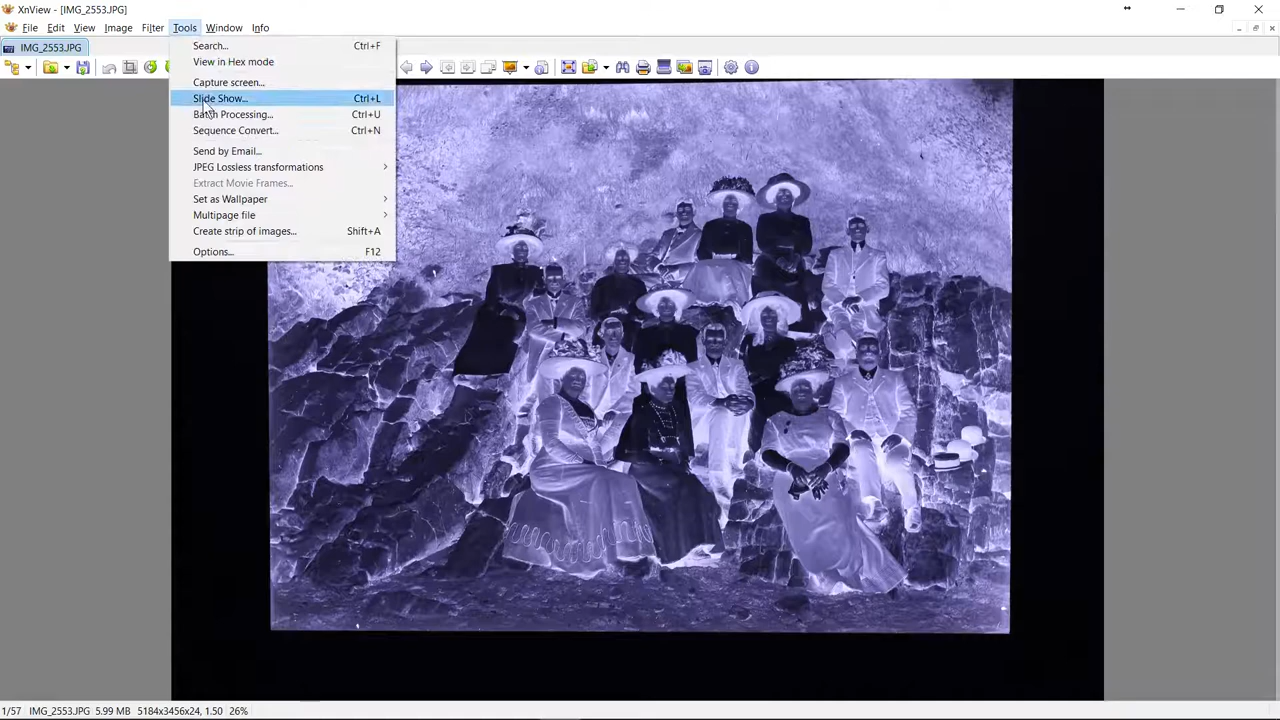 XnView - [IMG_2553.JPG]
File Edit View Image Filter Tools Window Info
IMG_2553.JPG
Search... Ctrl+F
View in Hex mode
Capture screen...
Slide Show... Ctrl+L
Batch Processing... Ctrl+U
Sequence Convert... Ctrl+N
Send by Email...
JPEG Lossless transformations
Extract Movie Frames...
Set as Wallpaper
Multipage file
Create strip of images... Shift+A
Options... F12
1/57 IMG_2553.JPG 5.99 MB 5184x3456x24, 1.50 26%